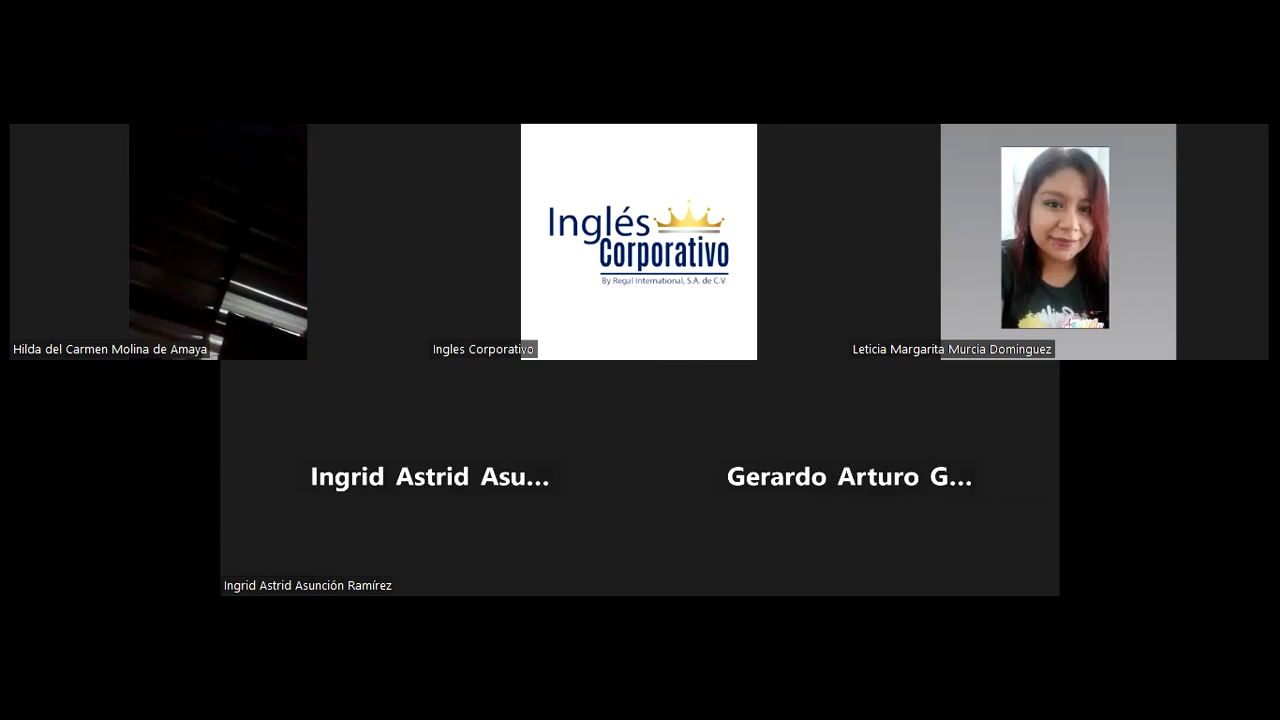 Inglés
Corporativo
By Regal International, S.A. de C.V.
Hilda del Carmen Molina de Amaya
Ingles Corporativo
Leticia Margarita Murcia Dominguez
Ingrid Astrid Asu...
Gerardo Arturo G...
Ingrid Astrid Asunción Ramírez